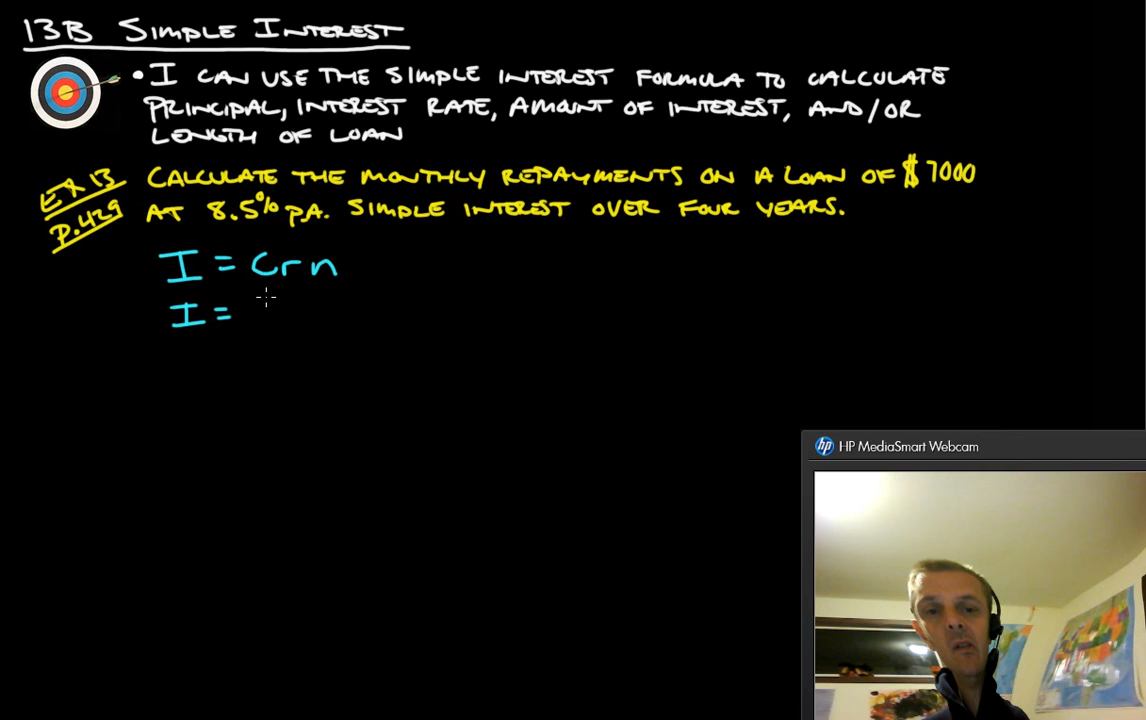 13B SIMPLE INTEREST
• I CAN USE THE SIMPLE INTEREST FORMULA TO CALCULATE
PRINCIPAL, INTEREST RATE, AMOUNT OF INTEREST, AND/OR
LENGTH OF LOAN
EX 13
P.429
CALCULATE THE MONTHLY REPAYMENTS ON A LOAN OF $7000
AT 8.5% P.A. SIMPLE INTEREST OVER FOUR YEARS.
I = Crn
I =
hp HP MediaSmart Webcam